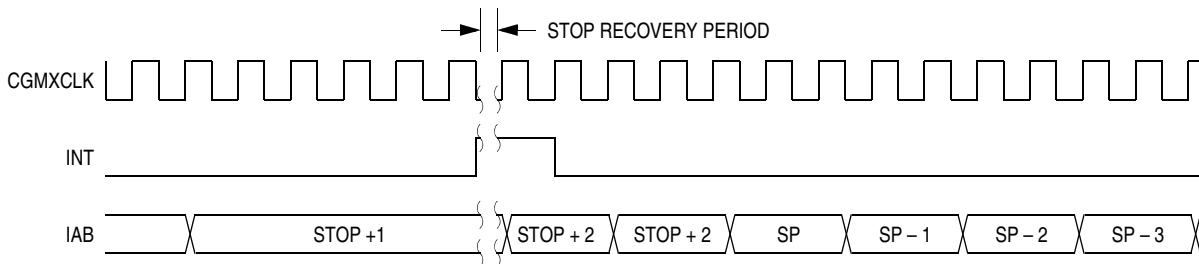 STOP RECOVERY PERIOD
CGMXCLK
INT
IAB STOP +1 STOP + 2 STOP + 2 SP SP – 1 SP – 2 SP – 3